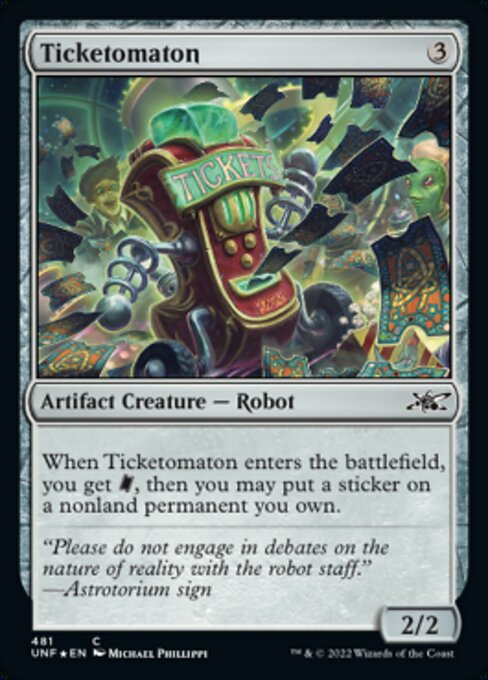 Ticketomaton 3
TICKETS
Artifact Creature — Robot
When Ticketomaton enters the battlefield,
you get , then you may put a sticker on
a nonland permanent you own.
“Please do not engage in debates on the
nature of reality with the robot staff.”
—Astrotorium sign
2/2
481 C
UNF★EN Michael Phillippi
™ & © 2022 Wizards of the Coast